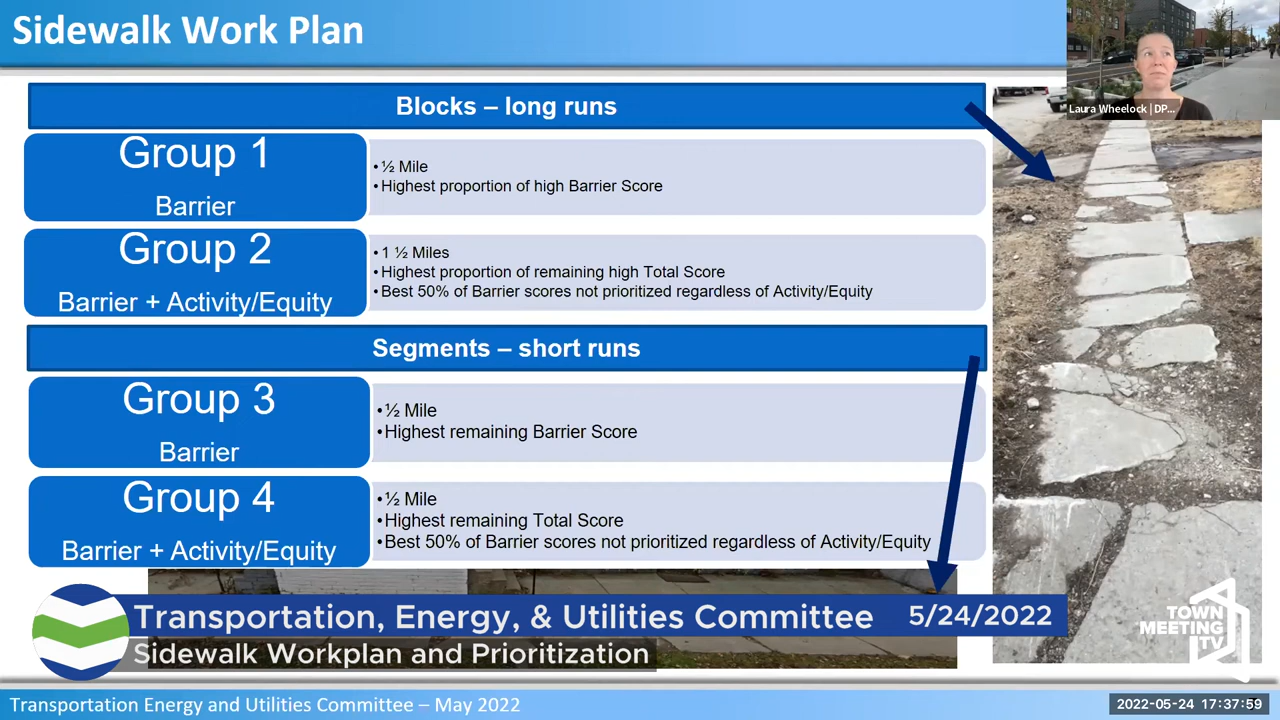 Sidewalk Work Plan
Laura Wheelock | DP...
Blocks – long runs
Group 1
Barrier
•½ Mile
•Highest proportion of high Barrier Score
Group 2
Barrier + Activity/Equity
•1 ½ Miles
•Highest proportion of remaining high Total Score
•Best 50% of Barrier scores not prioritized regardless of Activity/Equity
Segments – short runs
Group 3
Barrier
•½ Mile
•Highest remaining Barrier Score
Group 4
Barrier + Activity/Equity
•½ Mile
•Highest remaining Total Score
•Best 50% of Barrier scores not prioritized regardless of Activity/Equity
Transportation, Energy, & Utilities Committee 5/24/2022
Sidewalk Workplan and Prioritization
TOWN
MEETING
TV
Transportation Energy and Utilities Committee – May 2022
2022-05-24 17:37:59